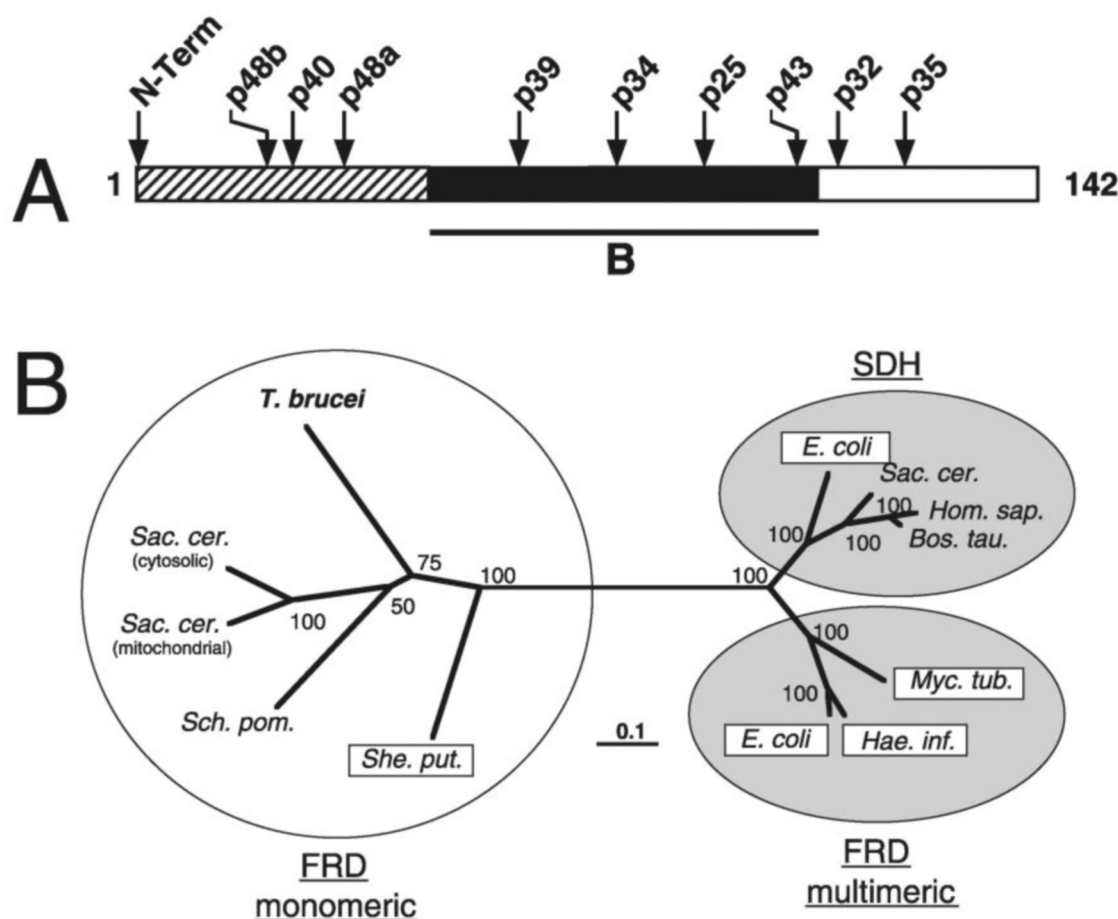 A
N-Term
p48b
p40
p48a
p39
p34
p25
p43
p32
p35
1
142
B
B
T. brucei
Sac. cer.
(cytosolic)
Sac. cer.
(mitochondrial)
Sch. pom.
She. put.
75
50
100
100
FRD
monomeric
0.1
SDH
E. coli
Sac. cer.
Hom. sap.
Bos. tau.
100
100
100
100
100
100
Myc. tub.
E. coli
Hae. inf.
FRD
multimeric